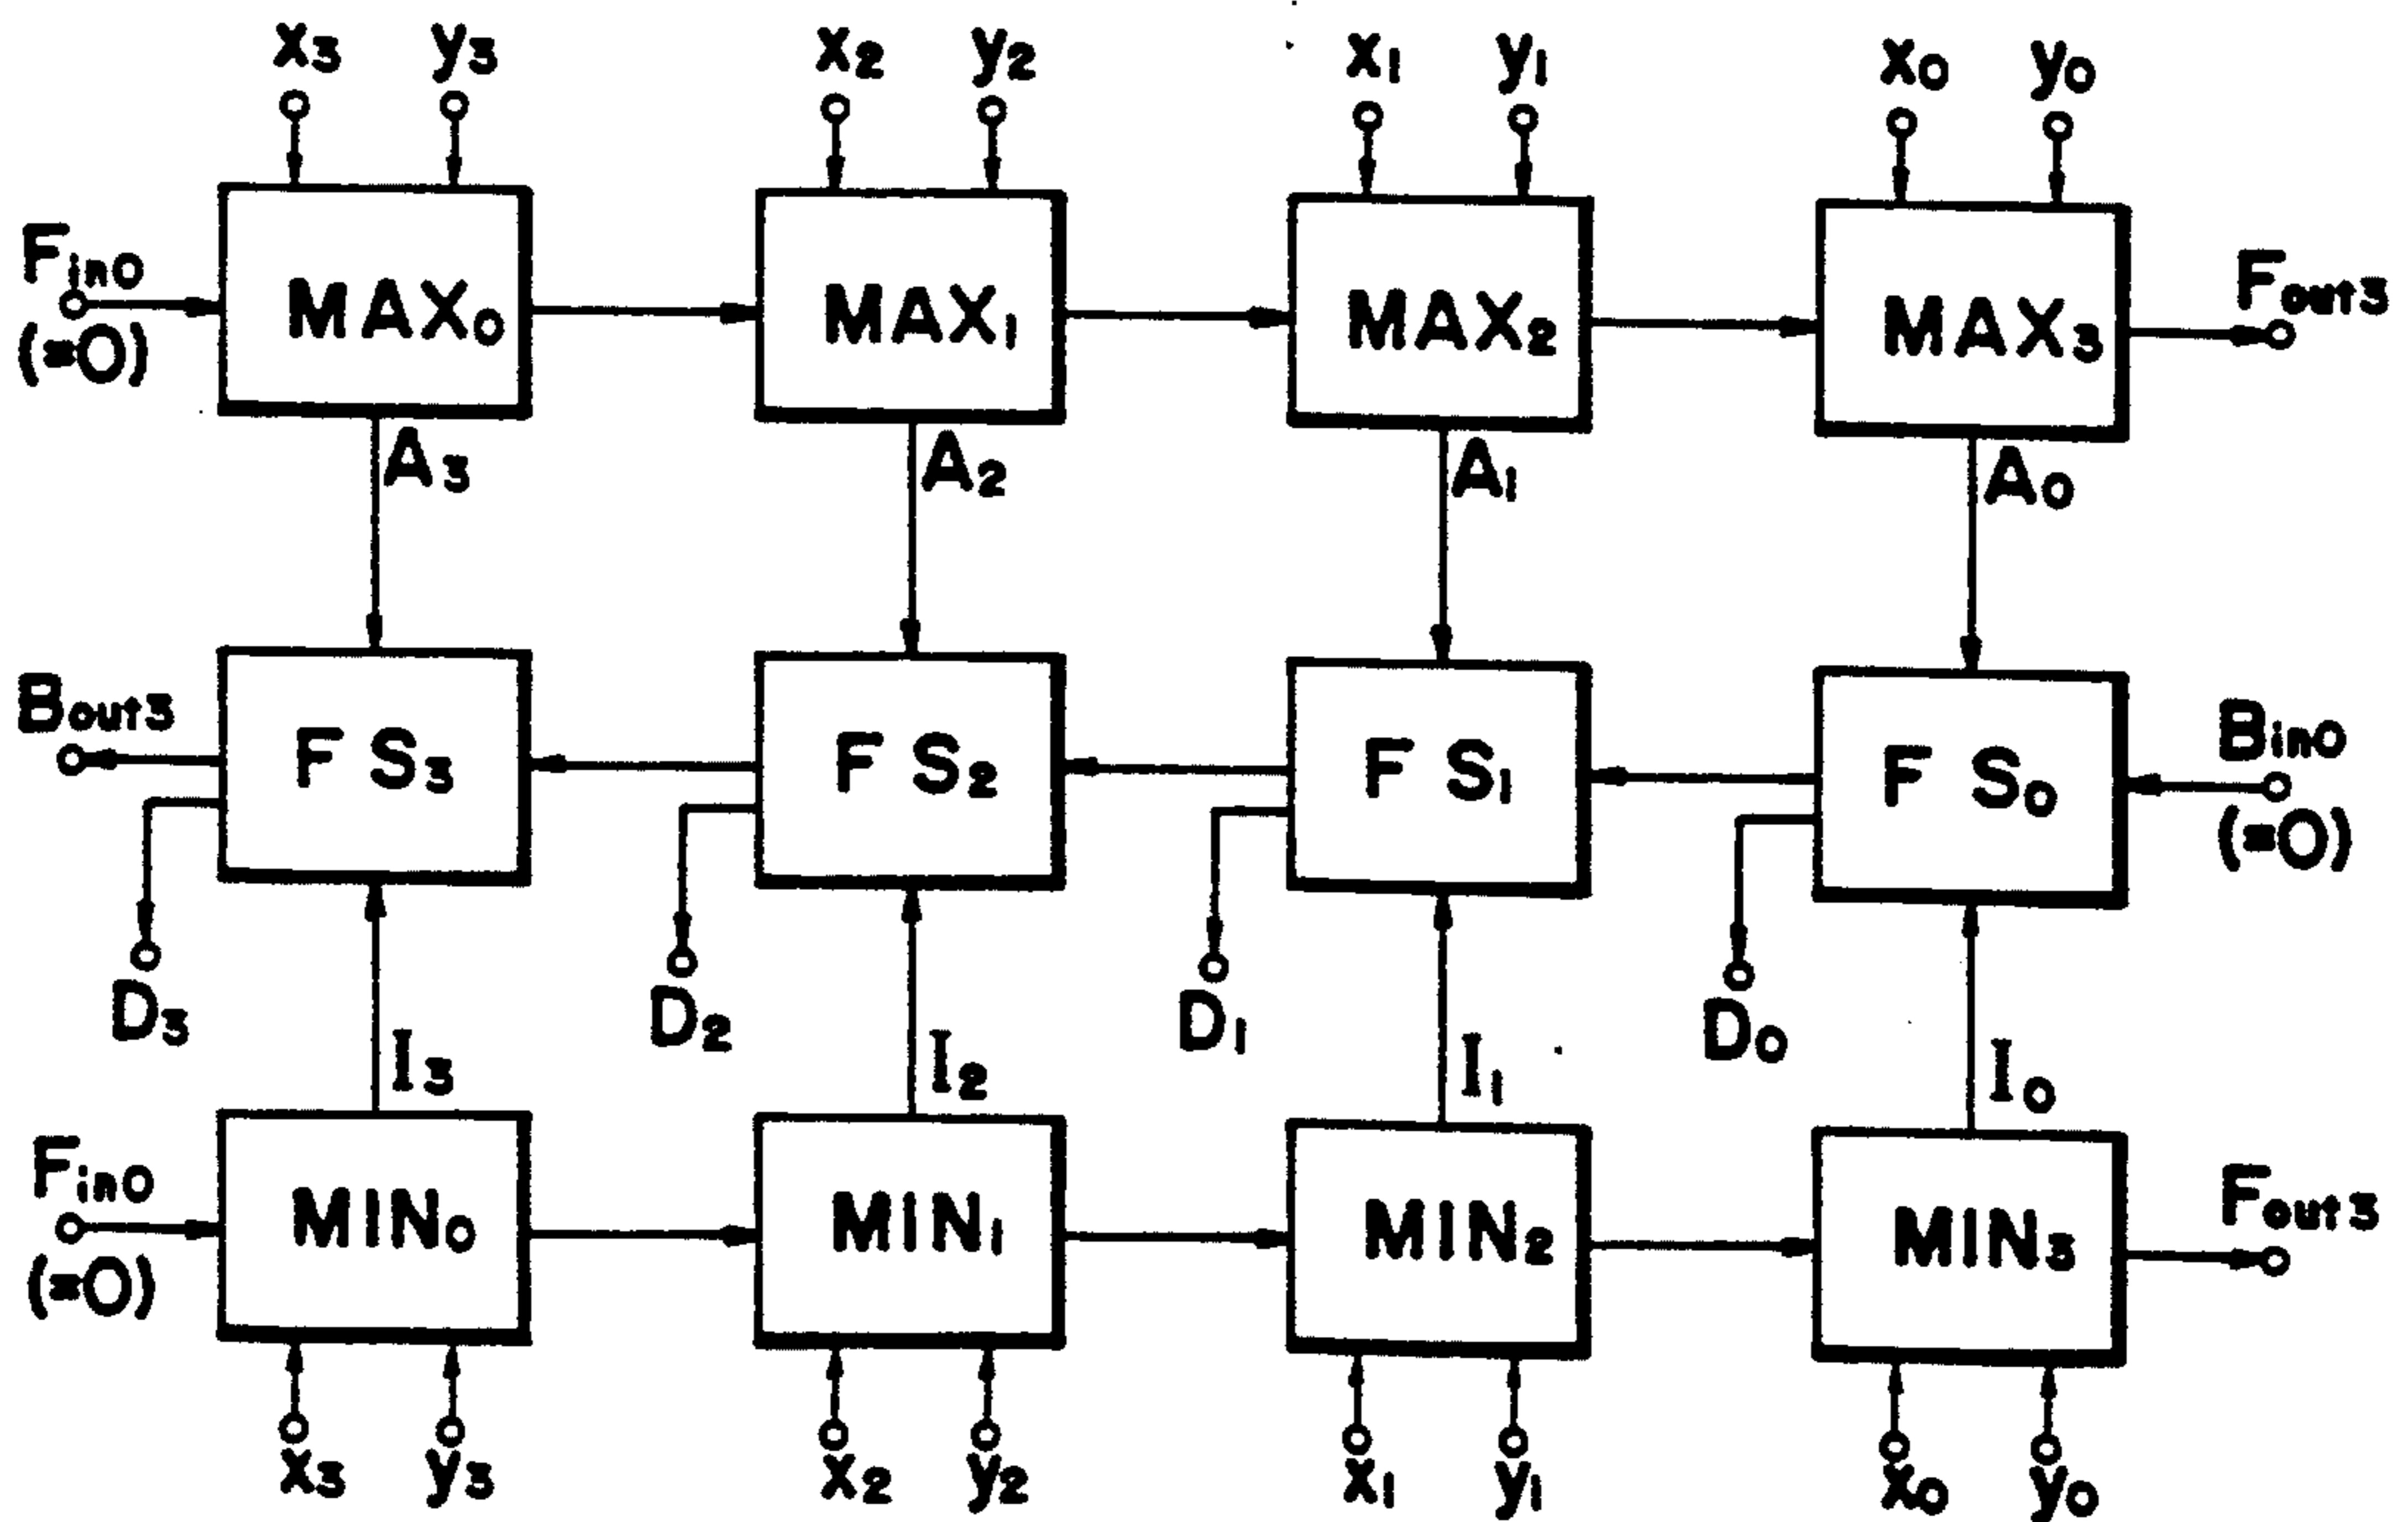 x3 y3 x2 y2 x1 y1 x0 y0
Fin0 (=0) MAX0 MAX1 MAX2 MAX3 Fout3
A3 A2 A1 A0
Bout3 FS3 FS2 FS1 FS0 Bin0 (=0)
D3 D2 D1 D0
I3 I2 I1 I0
Fin0 (=0) MIN0 MIN1 MIN2 MIN3 Fout3
x3 y3 x2 y2 x1 y1 x0 y0